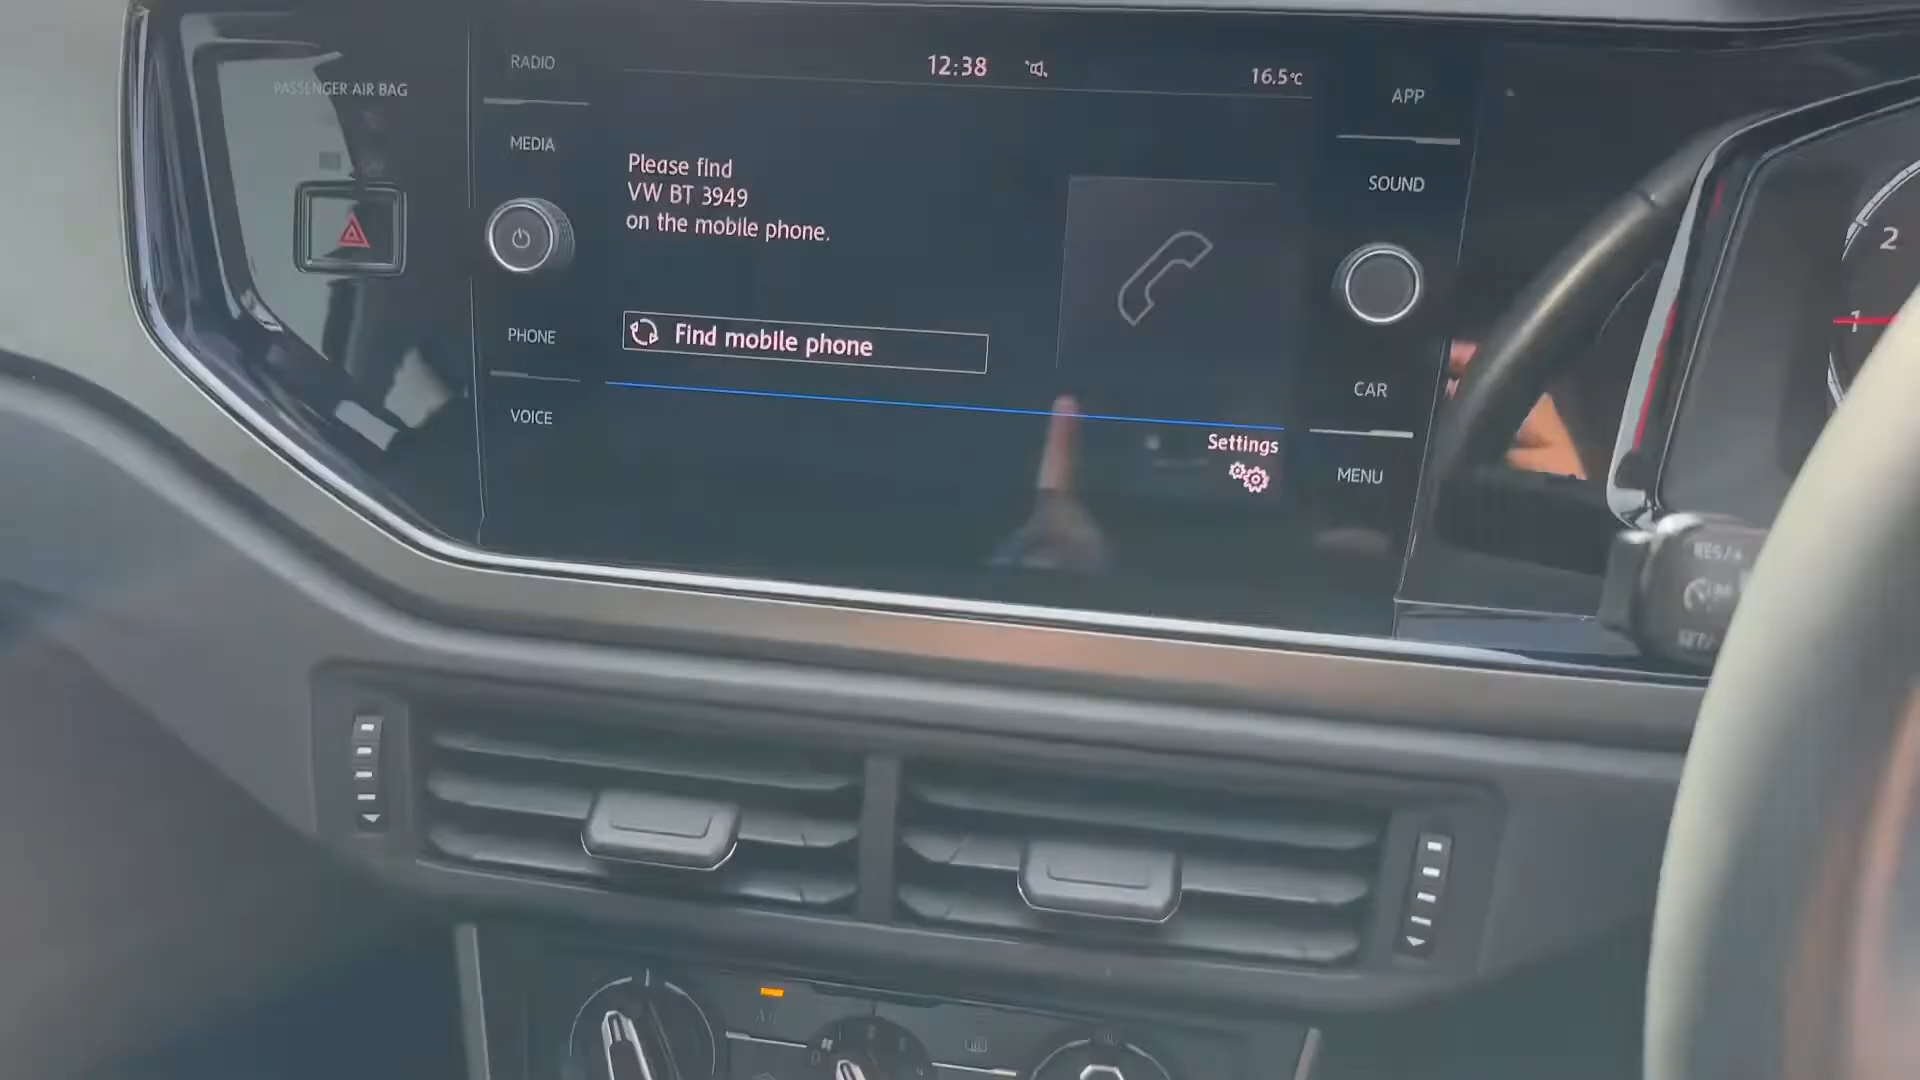 PASSENGER AIR BAG
RADIO
MEDIA
PHONE
VOICE
12:38
16.5°C
Please find
VW BT 3949
on the mobile phone.
Find mobile phone
Settings
APP
SOUND
CAR
MENU
2
1
RES/+